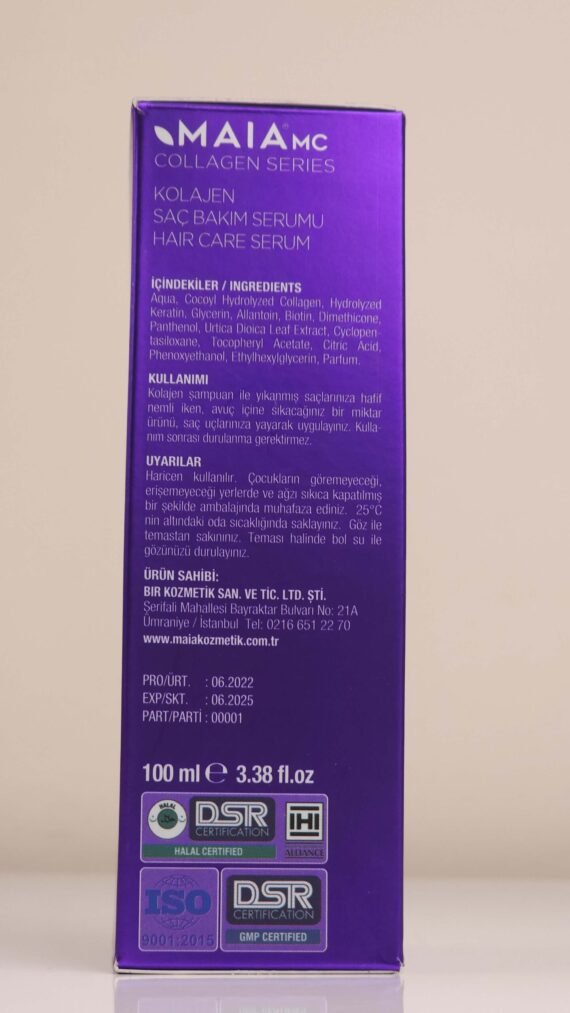 MAIA® MC
COLLAGEN SERIES
KOLAJEN
SAÇ BAKIM SERUMU
HAIR CARE SERUM
İÇİNDEKİLER / INGREDIENTS
Aqua, Cocoyl Hydrolyzed Collagen, Hydrolyzed
Keratin, Glycerin, Allantoin, Biotin, Dimethicone,
Panthenol, Urtica Dioica Leaf Extract, Cyclopen-
tasiloxane, Tocopheryl Acetate, Citric Acid,
Phenoxyethanol, Ethylhexylglycerin, Parfum.
KULLANIMI
Kolajen şampuan ile yıkanmış saçlarınıza hafif
nemli iken, avuç içine sıkacağınız bir miktar
ürünü, saç uçlarınıza yayarak uygulayınız. Kulla-
nım sonrası durulanma gerektirmez.
UYARILAR
Haricen kullanılır. Çocukların göremeyeceği,
erişemeyeceği yerlerde ve ağzı sıkıca kapatılmış
bir şekilde ambalajında muhafaza ediniz. 25°C
nin altındaki oda sıcaklığında saklayınız. Göz ile
temastan sakınınız. Teması halinde bol su ile
gözünüzü durulayınız.
ÜRÜN SAHİBİ:
BIR KOZMETİK SAN. VE TİC. LTD. ŞTİ.
Şerifali Mahallesi Bayraktar Bulvarı No: 21A
Ümraniye / İstanbul Tel: 0216 651 22 70
www.maiakozmetik.com.tr
PRO/ÜRT. : 06.2022
EXP/SKT. : 06.2025
PART/PARTİ : 00001
100 ml ℮ 3.38 fl.oz
HALAL
DSR
CERTIFICATION
HALAL CERTIFIED
IHI
ALLIANCE
ISO
9001:2015
DSR
CERTIFICATION
GMP CERTIFIED